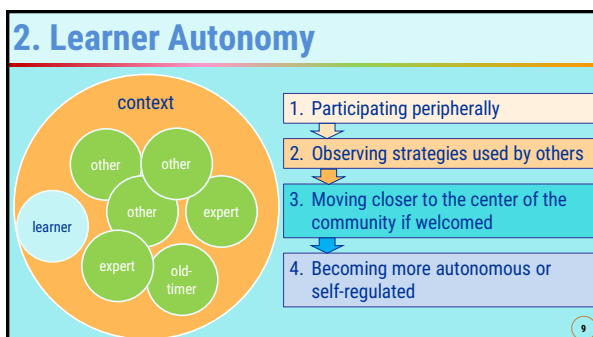 2. Learner Autonomy
context
other
other
other
expert
learner
expert
old-
timer
1. Participating peripherally
2. Observing strategies used by others
3. Moving closer to the center of the
community if welcomed
4. Becoming more autonomous or
self-regulated
9